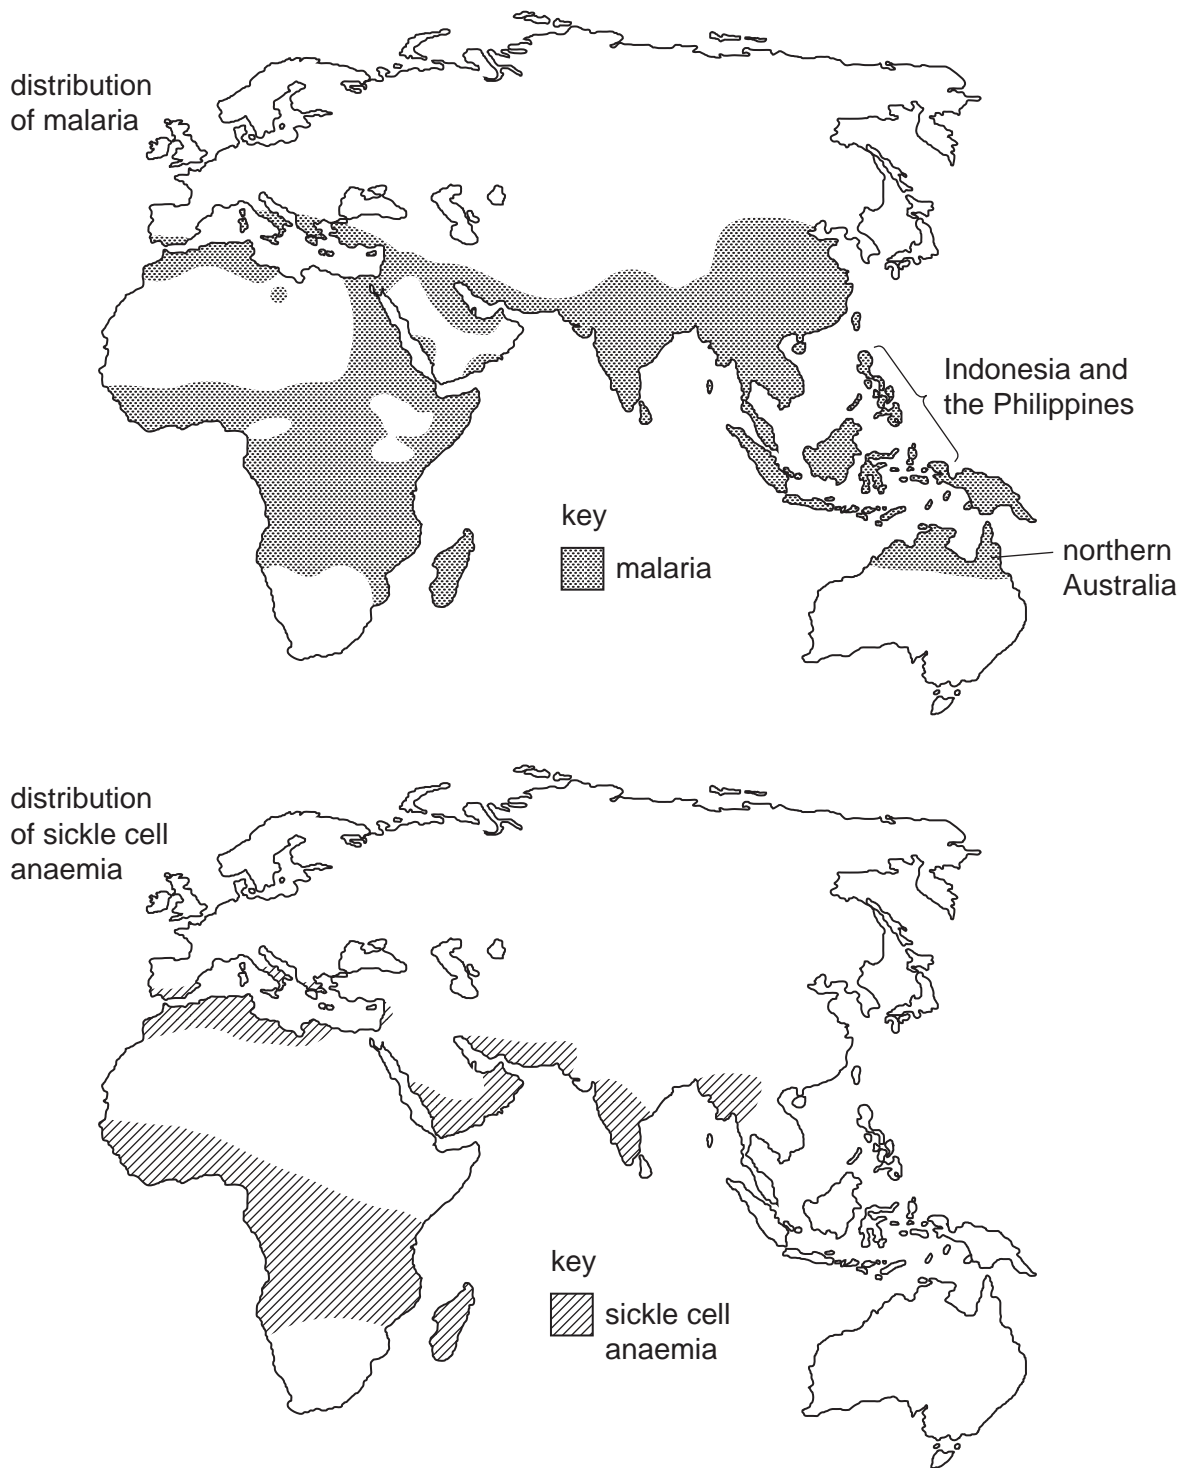 distribution
of malaria
Indonesia and
the Philippines
key
malaria
northern
Australia
distribution
of sickle cell
anaemia
key
sickle cell
anaemia